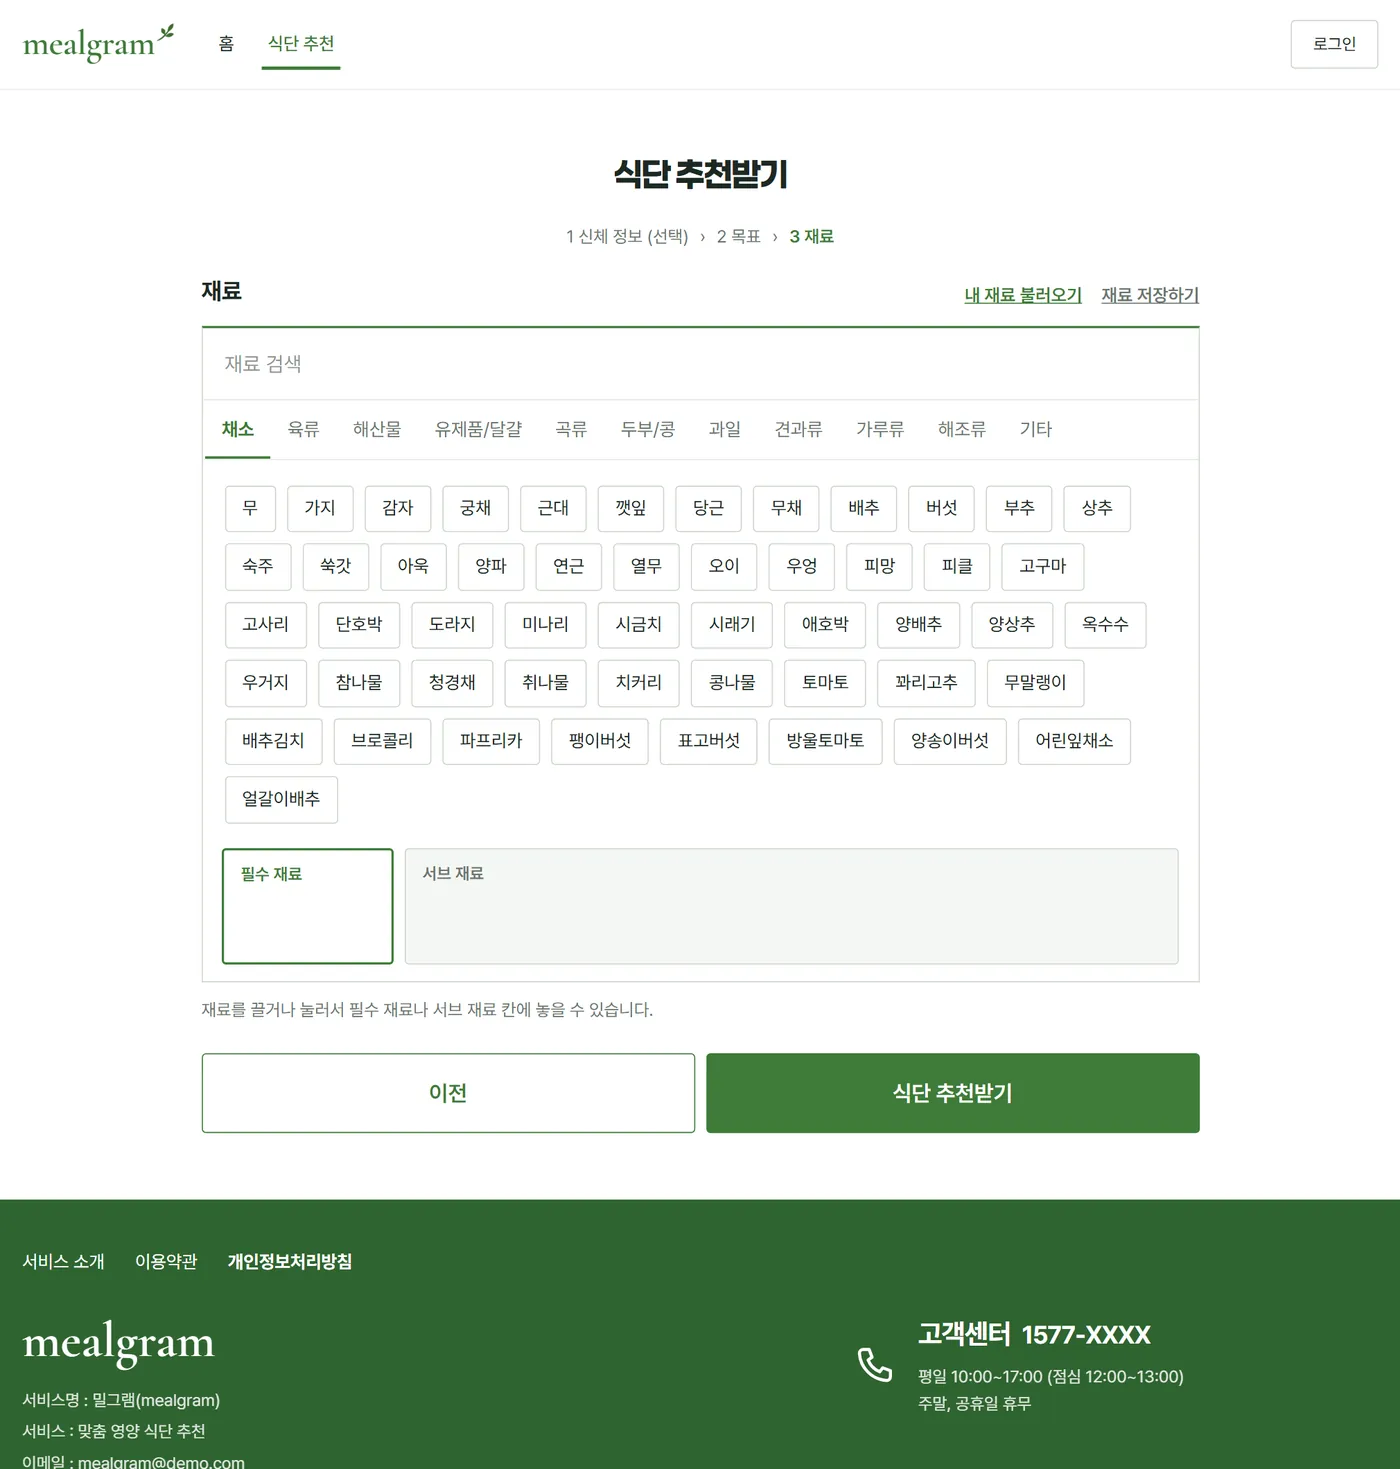 mealgram 홈 식단 추천 로그인
식단 추천받기
1 신체 정보 (선택) › 2 목표 › 3 재료
재료 내 재료 불러오기 재료 저장하기
재료 검색
채소 육류 해산물 유제품/달걀 곡류 두부/콩 과일 견과류 가루류 해조류 기타
무 가지 감자 궁채 근대 깻잎 당근 무채 배추 버섯 부추 상추
숙주 쑥갓 아욱 양파 연근 열무 오이 우엉 피망 피클 고구마
고사리 단호박 도라지 미나리 시금치 시래기 애호박 양배추 양상추 옥수수
우거지 참나물 청경채 취나물 치커리 콩나물 토마토 꽈리고추 무말랭이
배추김치 브로콜리 파프리카 팽이버섯 표고버섯 방울토마토 양송이버섯 어린잎채소
얼갈이배추
필수 재료 서브 재료
재료를 끌거나 눌러서 필수 재료나 서브 재료 칸에 놓을 수 있습니다.
이전 식단 추천받기
서비스 소개 이용약관 개인정보처리방침
mealgram
고객센터 1577-XXXX
평일 10:00~17:00 (점심 12:00~13:00)
주말, 공휴일 휴무
서비스명 : 밀그램(mealgram)
서비스 : 맞춤 영양 식단 추천
이메일 : mealgram@demo.com